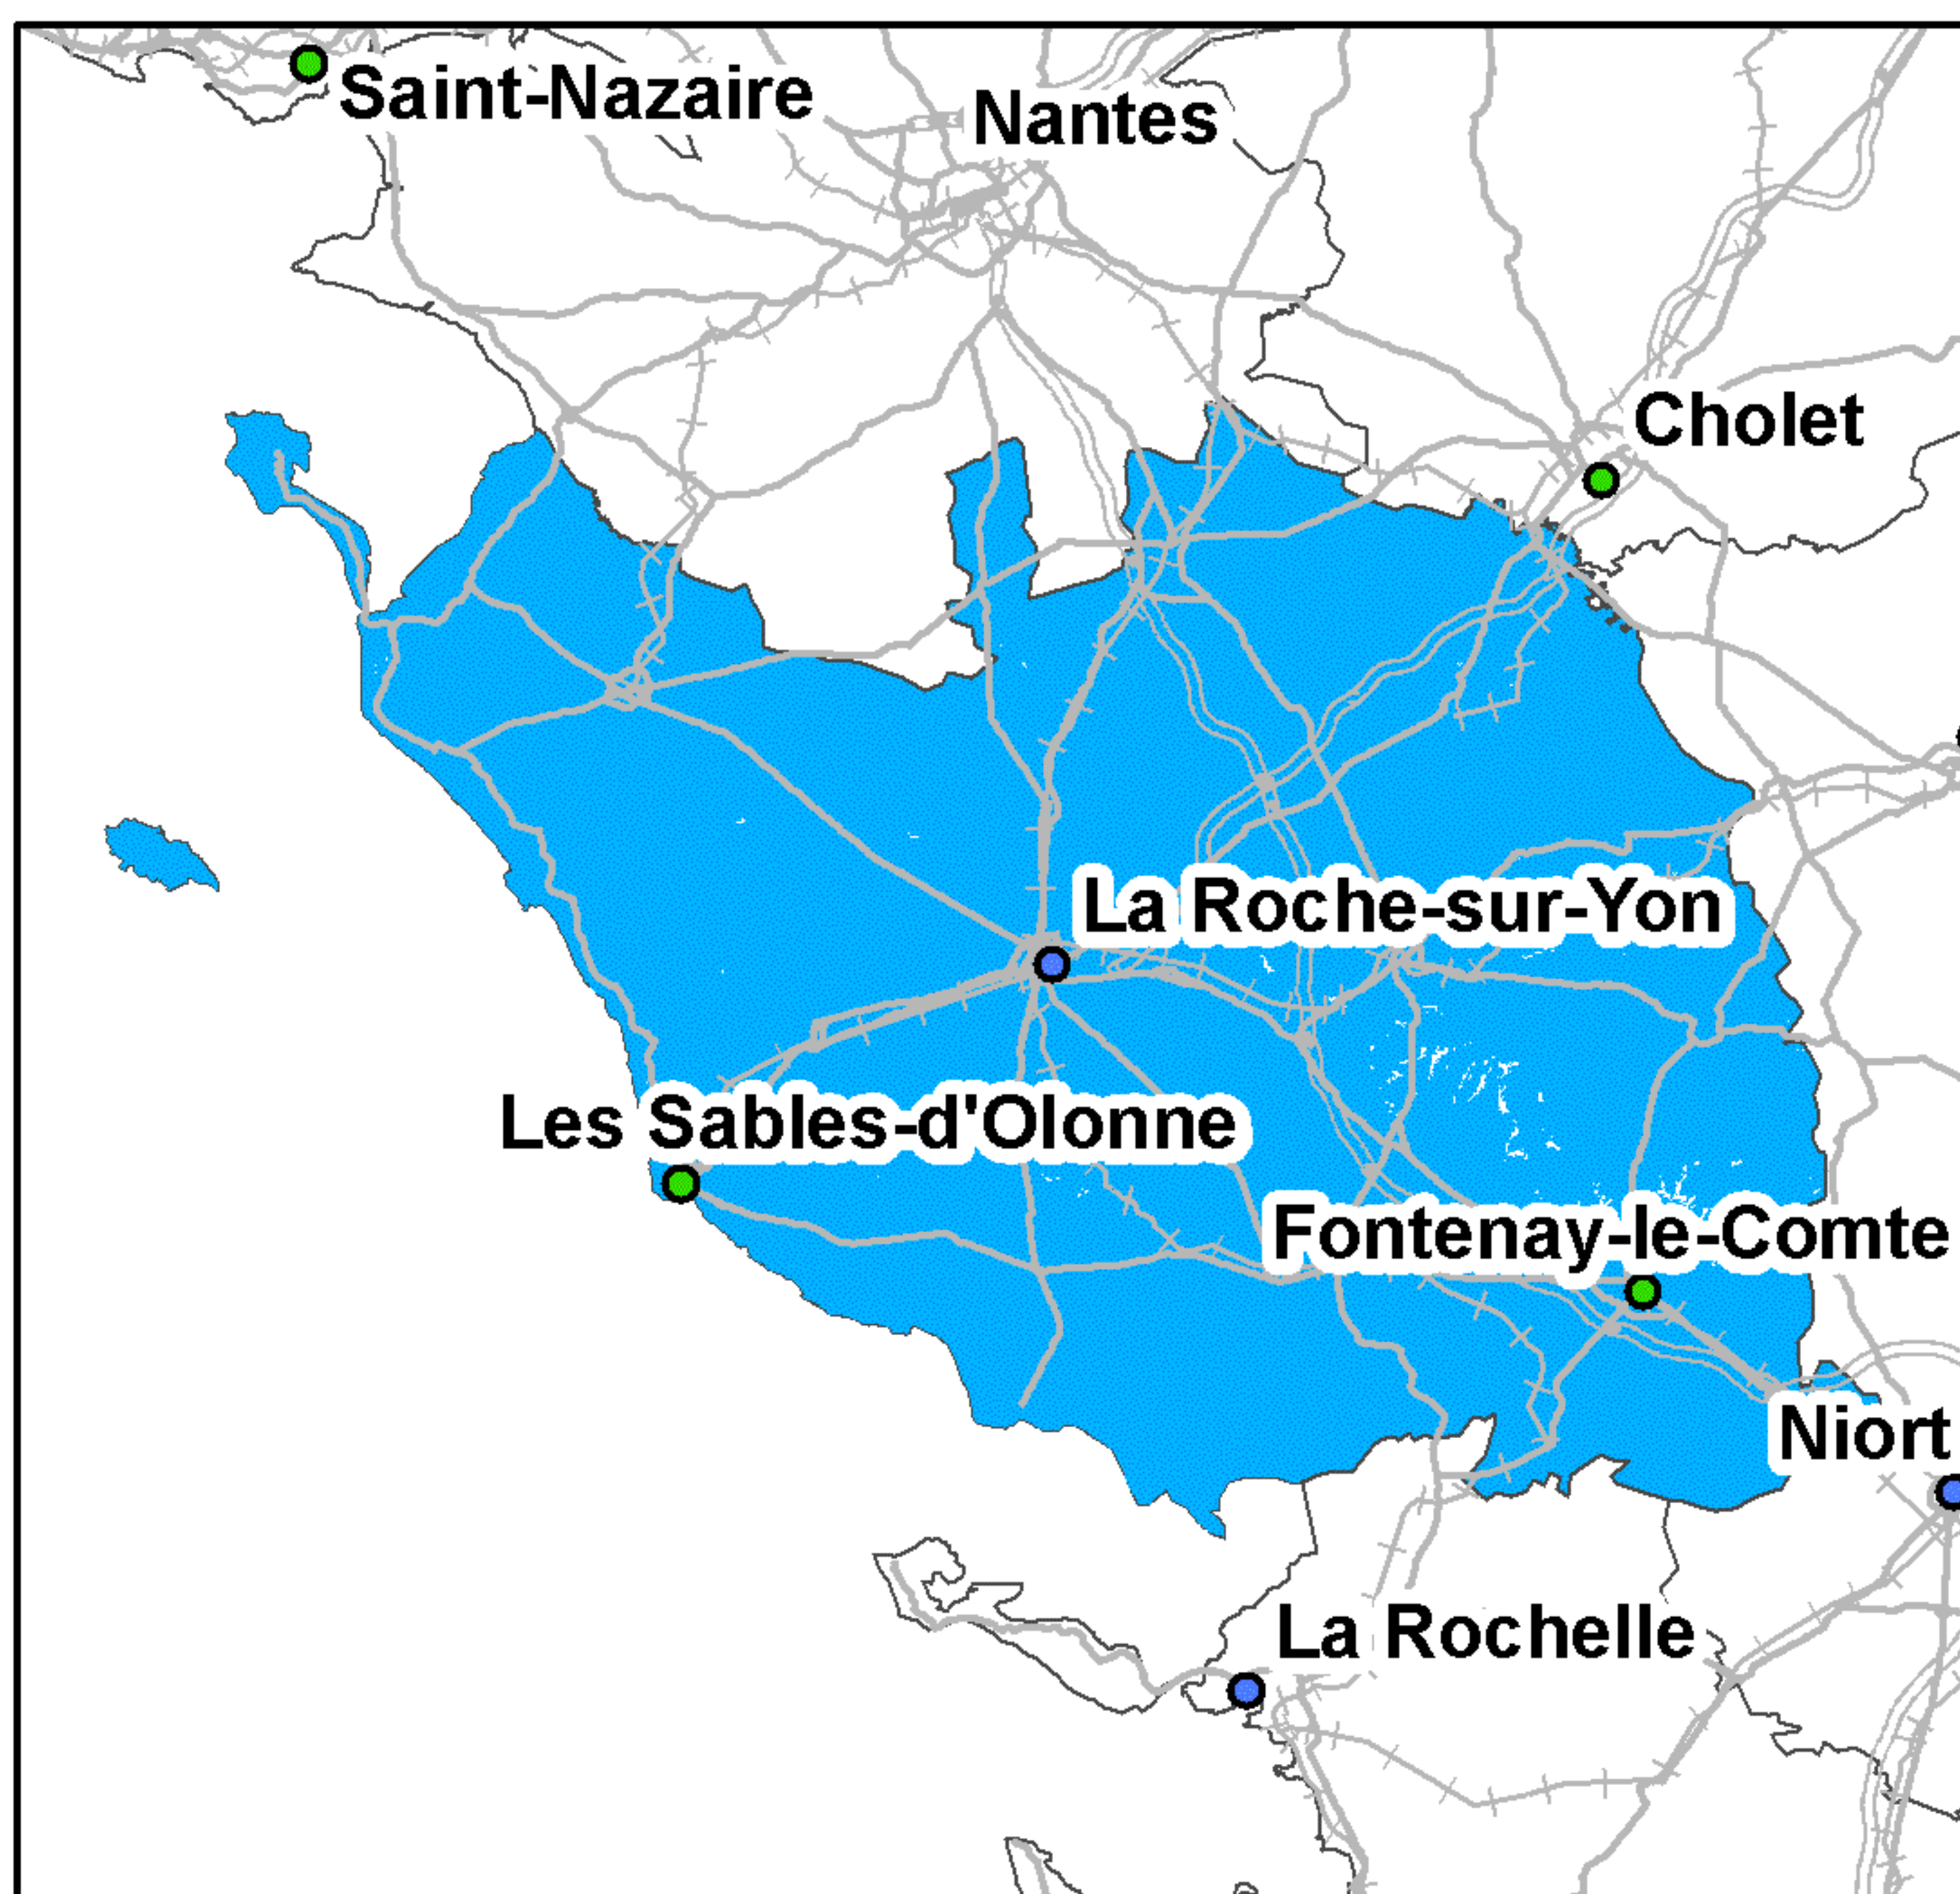 Saint-Nazaire
Nantes
Cholet
La Roche-sur-Yon
Les Sables-d'Olonne
Fontenay-le-Comte
Niort
La Rochelle